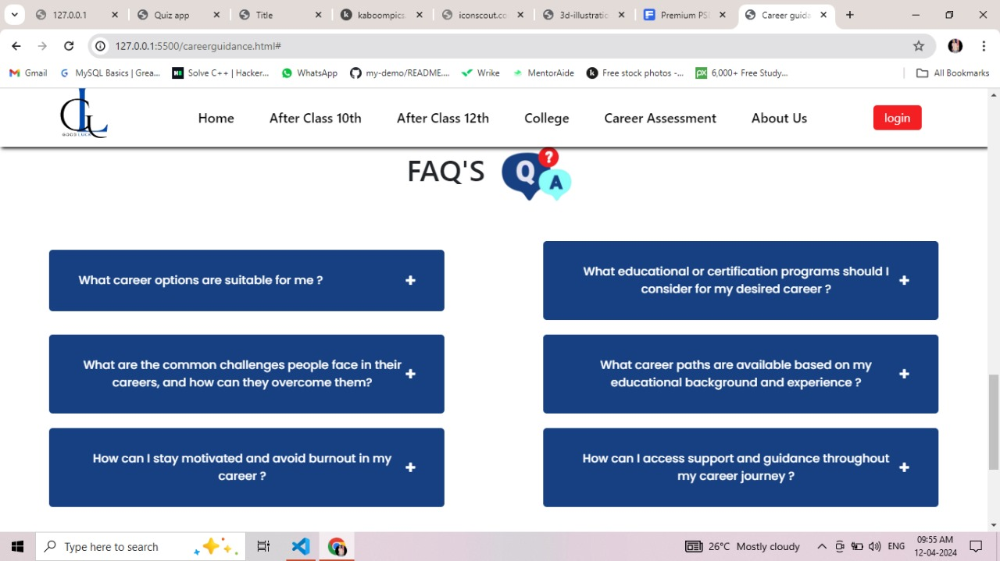 127.0.0.1
Quiz app
Title
kaboompics.
iconscout.co
3d-illustratio
Premium PSD
Career guida
127.0.0.1:5500/careerguidance.html#
Gmail
MySQL Basics | Grea...
Solve C++ | Hacker...
WhatsApp
my-demo/README....
Wrike
MentorAide
Free stock photos -...
6,000+ Free Study...
All Bookmarks
GL
GOOD LUCK
Home
After Class 10th
After Class 12th
College
Career Assessment
About Us
login
FAQ'S
Q
?
A
What career options are suitable for me ?
+
What educational or certification programs should I
consider for my desired career ?
+
What are the common challenges people face in their
careers, and how can they overcome them?
+
What career paths are available based on my
educational background and experience ?
+
How can I stay motivated and avoid burnout in my
career ?
+
How can I access support and guidance throughout
my career journey ?
+
Type here to search
26°C Mostly cloudy
ENG
09:55 AM
12-04-2024